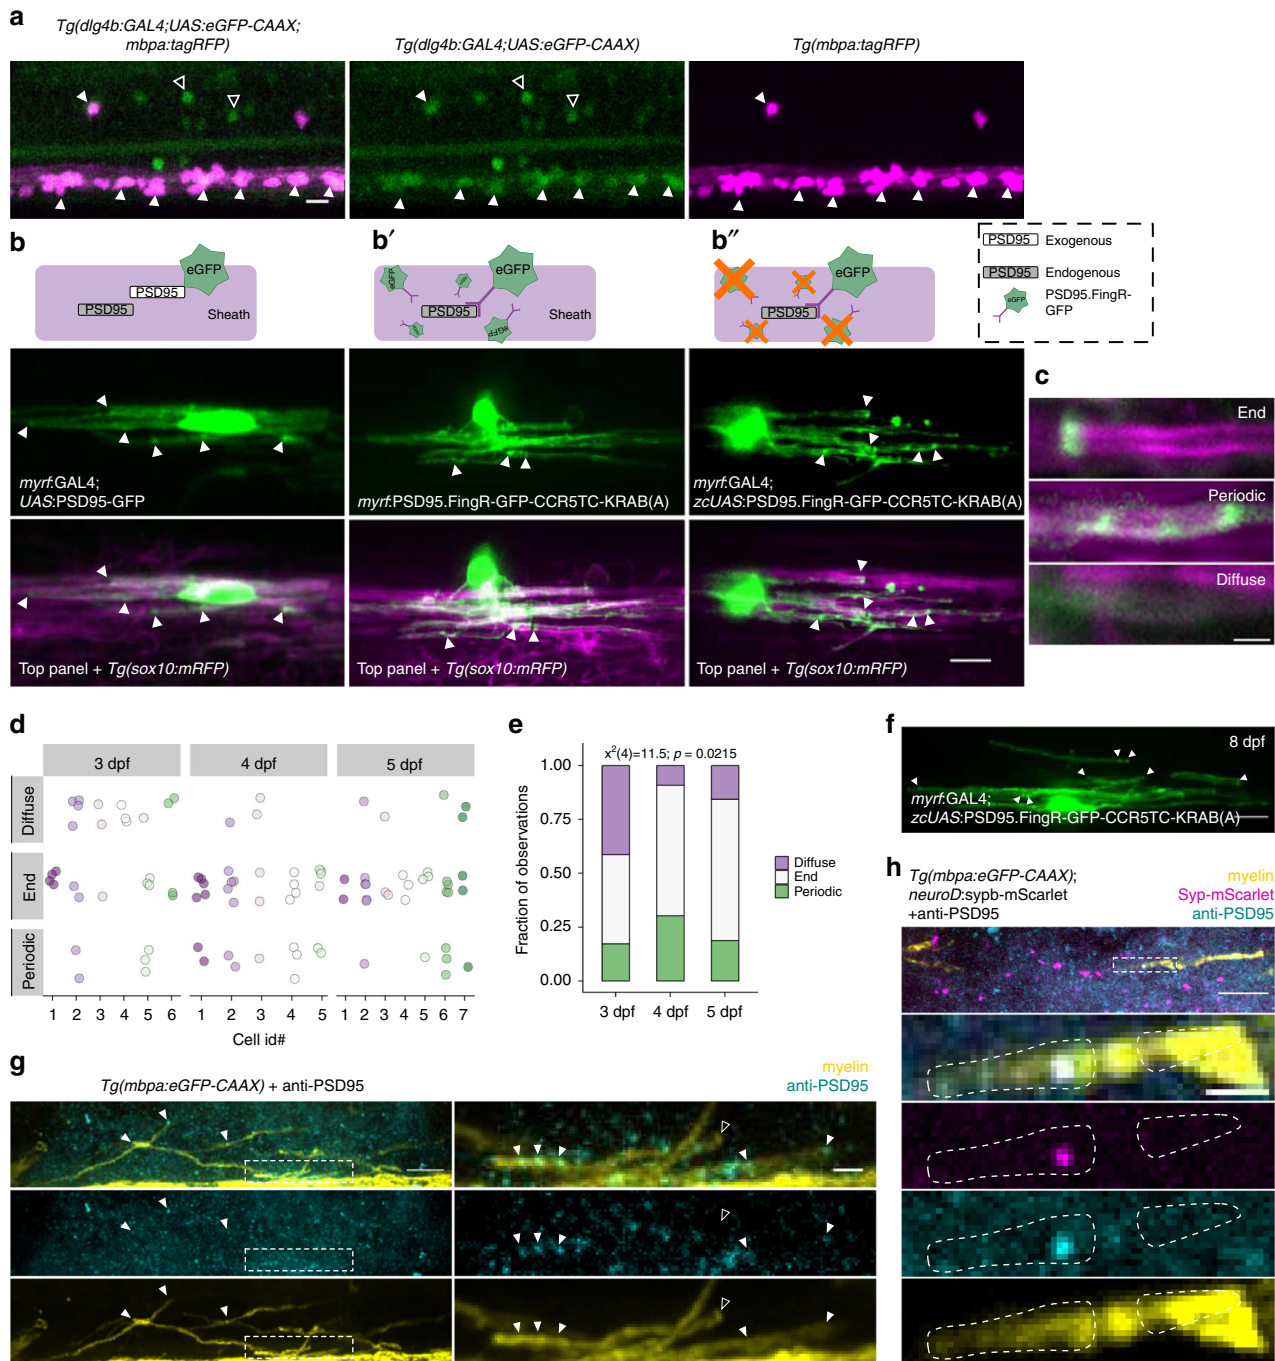 a
Tg(dlg4b:GAL4;UAS:eGFP-CAAX;
mbpa:tagRFP)
Tg(dlg4b:GAL4;UAS:eGFP-CAAX)
Tg(mbpa:tagRFP)
b
eGFP
PSD95
PSD95
Sheath
b′
eGFP
eGFP
PSD95
eGFP
Sheath
b″
eGFP
PSD95
PSD95 Exogenous
PSD95 Endogenous
eGFP
PSD95.FingR-
GFP
myrf:GAL4;
UAS:PSD95-GFP
myrf:PSD95.FingR-GFP-CCR5TC-KRAB(A)
myrf:GAL4;
zcUAS:PSD95.FingR-GFP-CCR5TC-KRAB(A)
Top panel + Tg(sox10:mRFP)
Top panel + Tg(sox10:mRFP)
Top panel + Tg(sox10:mRFP)
c
End
Periodic
Diffuse
d
3 dpf 4 dpf 5 dpf
Diffuse
End
Periodic
1 2 3 4 5 6 1 2 3 4 5 1 2 3 4 5 6 7
Cell id#
e
x²(4)=11.5; p = 0.0215
Fraction of observations
1.00
0.75
0.50
0.25
0.00
3 dpf 4 dpf 5 dpf
Diffuse
End
Periodic
f
8 dpf
myrf:GAL4;
zcUAS:PSD95.FingR-GFP-CCR5TC-KRAB(A)
g
Tg(mbpa:eGFP-CAAX) + anti-PSD95
myelin
anti-PSD95
h
Tg(mbpa:eGFP-CAAX);
neuroD:sypb-mScarlet
+anti-PSD95
myelin
Syp-mScarlet
anti-PSD95